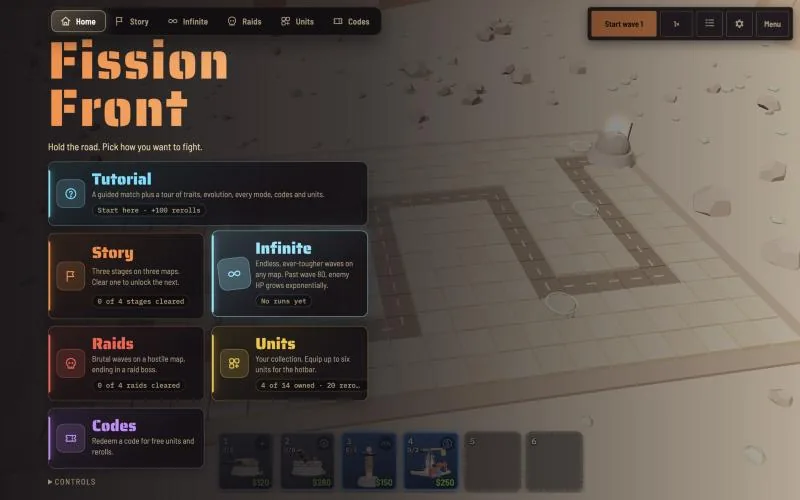 Home
Story
Infinite
Raids
Units
Codes
Start wave 1
1×
Menu
Fission
Front
Hold the road. Pick how you want to fight.
Tutorial
A guided match plus a tour of traits, evolution, every mode, codes and units.
Start here · +100 rerolls
Story
Three stages on three maps.
Clear one to unlock the next.
0 of 4 stages cleared
Infinite
Endless, ever-tougher waves on
any map. Past wave 80, enemy
HP grows exponentially.
No runs yet
Raids
Brutal waves on a hostile map,
ending in a raid boss.
0 of 4 raids cleared
Units
Your collection. Equip up to six
units for the hotbar.
4 of 14 owned · 20 rero…
Codes
Redeem a code for free units and
rerolls.
CONTROLS
1
$120
2
$280
3
$150
4
$250
5
6